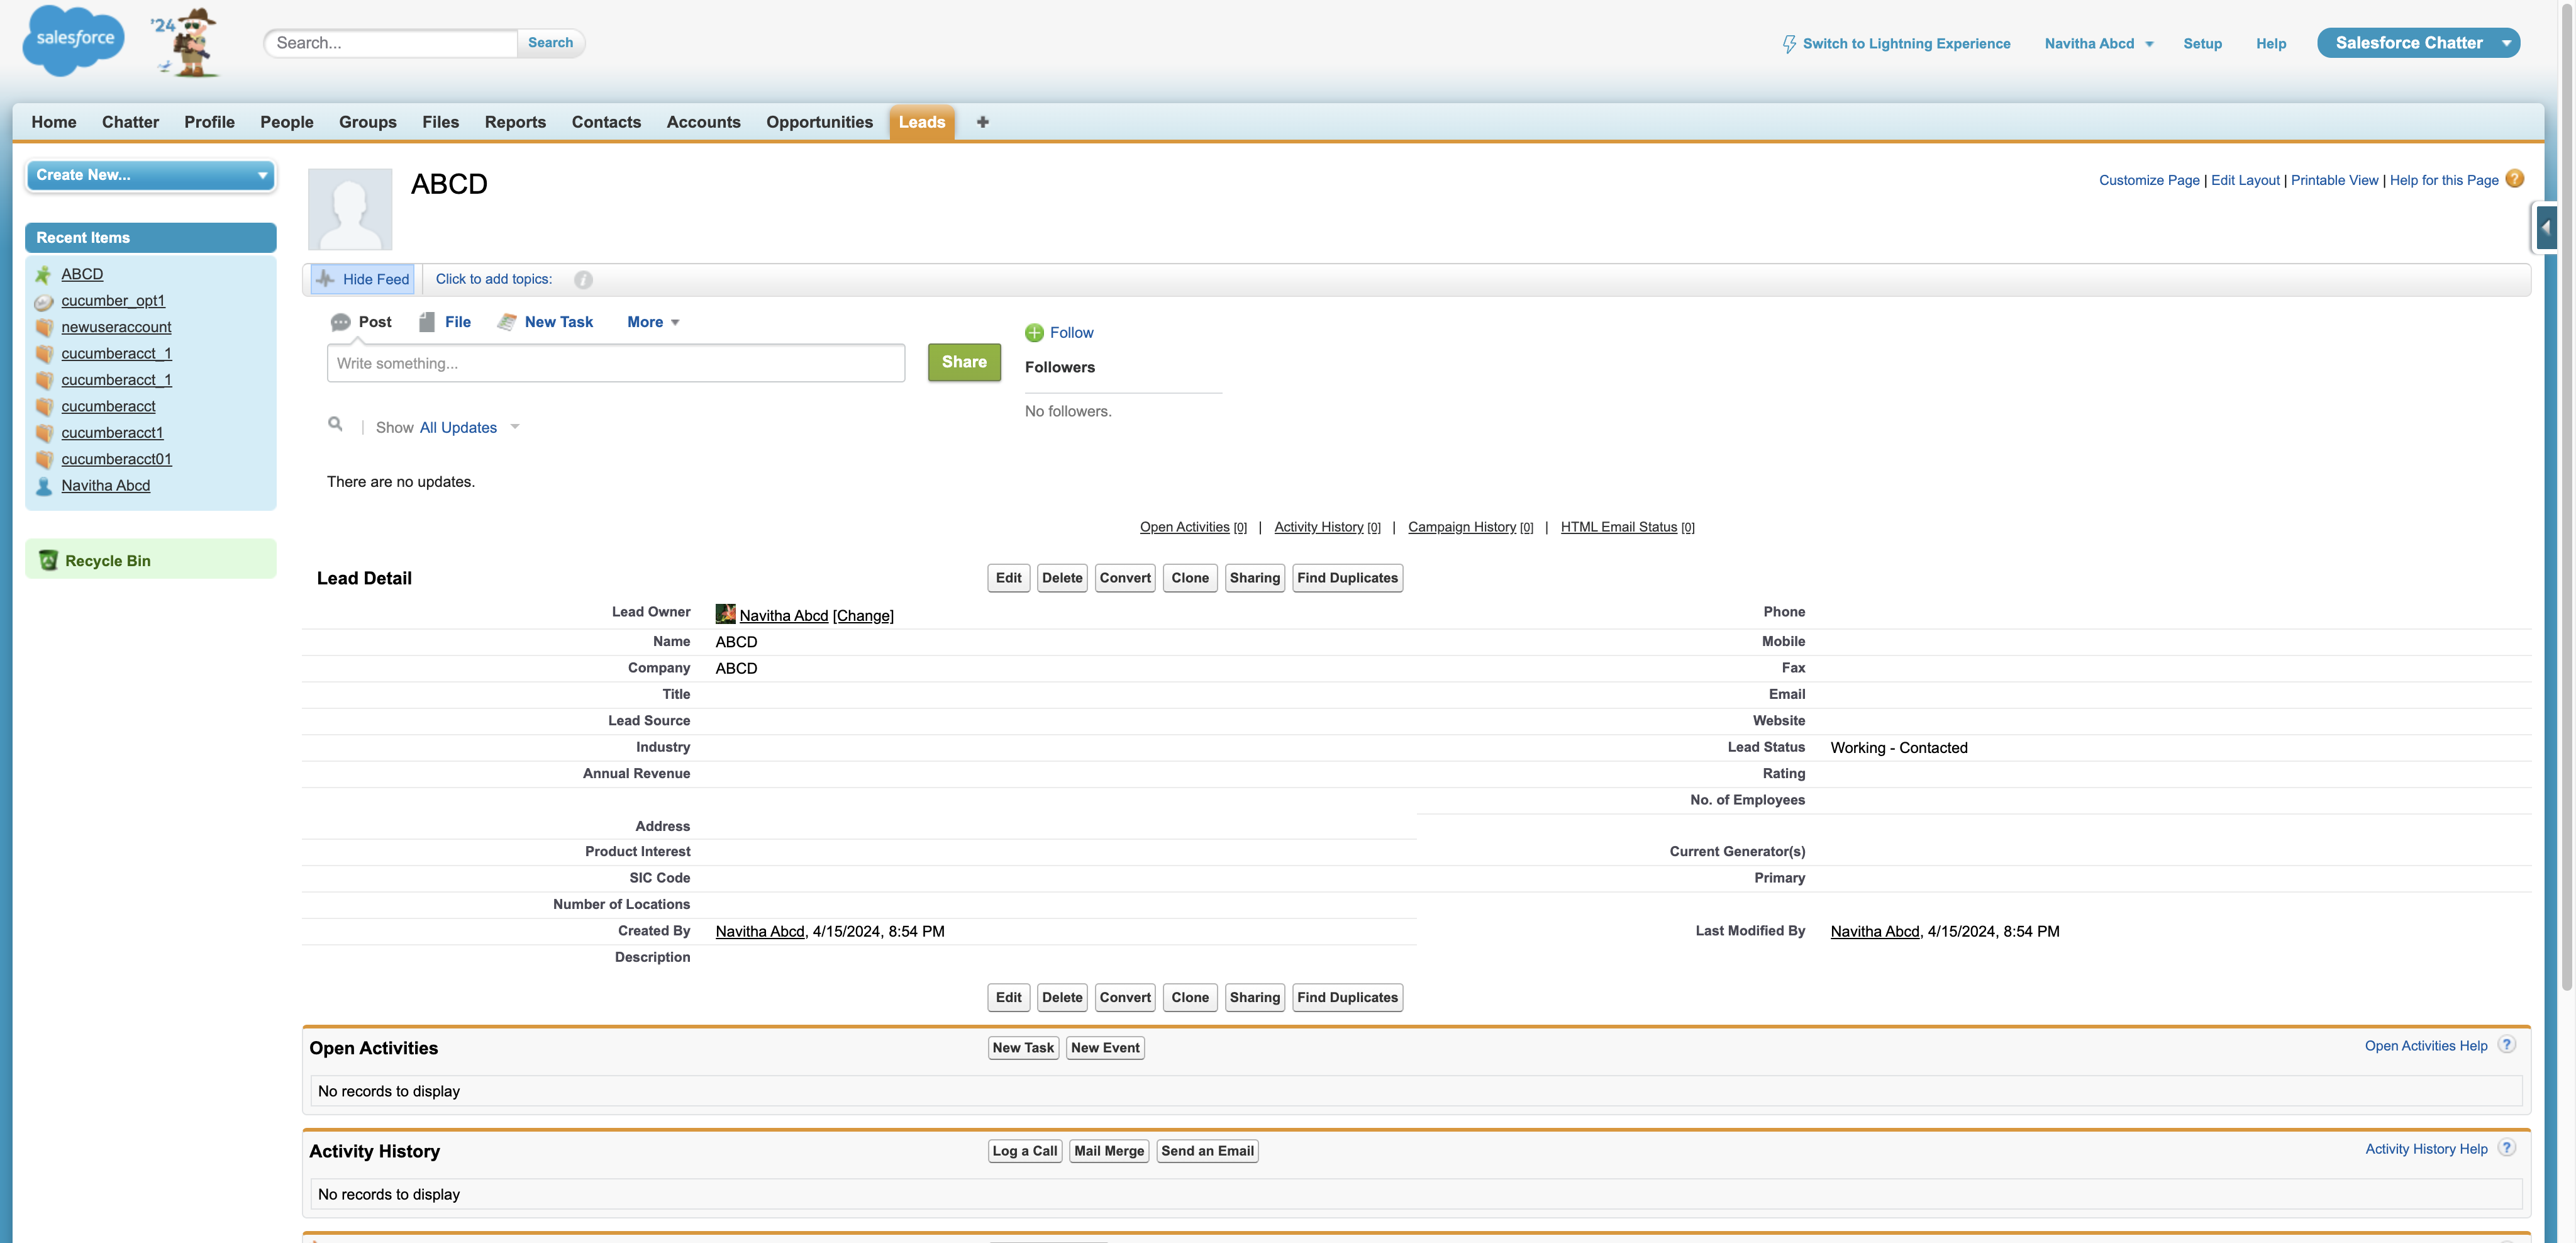 salesforce
'24
Search...
Search
Switch to Lightning Experience
Navitha Abcd
Setup
Help
Salesforce Chatter
Home
Chatter
Profile
People
Groups
Files
Reports
Contacts
Accounts
Opportunities
Leads
+
Create New...
ABCD
Customize Page | Edit Layout | Printable View | Help for this Page ?
Recent Items
ABCD
cucumber_opt1
newuseraccount
cucumberacct_1
cucumberacct_1
cucumberacct
cucumberacct1
cucumberacct01
Navitha Abcd
Recycle Bin
Hide Feed
Click to add topics: i
Post
File
New Task
More
Write something...
Share
Follow
Followers
No followers.
Show All Updates
There are no updates.
Open Activities [0] | Activity History [0] | Campaign History [0] | HTML Email Status [0]
Lead Detail
Edit
Delete
Convert
Clone
Sharing
Find Duplicates
Lead Owner Navitha Abcd [Change]
Phone
Name ABCD
Mobile
Company ABCD
Fax
Title
Email
Lead Source
Website
Industry
Lead Status Working - Contacted
Annual Revenue
Rating
No. of Employees
Address
Product Interest
Current Generator(s)
SIC Code
Primary
Number of Locations
Created By Navitha Abcd, 4/15/2024, 8:54 PM
Last Modified By Navitha Abcd, 4/15/2024, 8:54 PM
Description
Edit
Delete
Convert
Clone
Sharing
Find Duplicates
Open Activities
New Task
New Event
Open Activities Help ?
No records to display
Activity History
Log a Call
Mail Merge
Send an Email
Activity History Help ?
No records to display